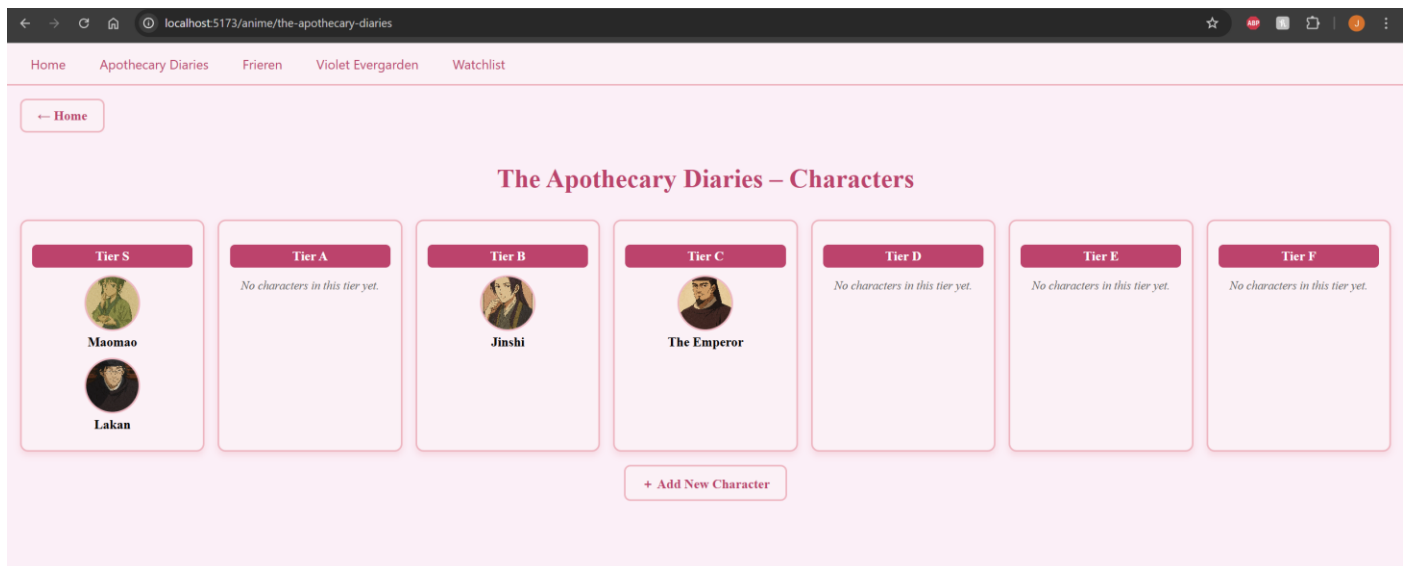 localhost:5173/anime/the-apothecary-diaries
ABP
J
Home Apothecary Diaries Frieren Violet Evergarden Watchlist
← Home
The Apothecary Diaries – Characters
Tier S
Maomao
Lakan
Tier A
No characters in this tier yet.
Tier B
Jinshi
Tier C
The Emperor
Tier D
No characters in this tier yet.
Tier E
No characters in this tier yet.
Tier F
No characters in this tier yet.
+ Add New Character